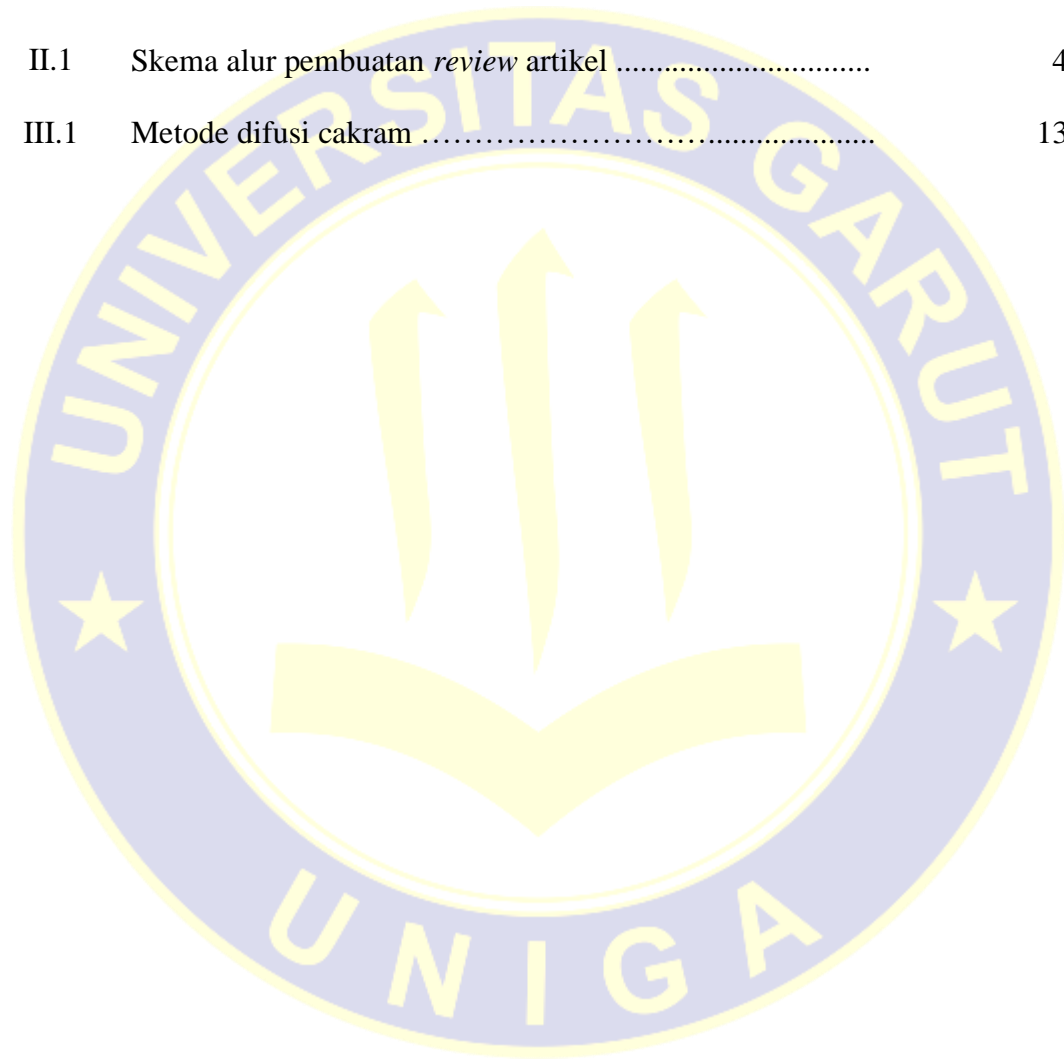 II.1 Skema alur pembuatan review artikel ............................... 4
III.1 Metode difusi cakram ……………………….................... 13
UNIVERSITAS GARUT
UNIGA